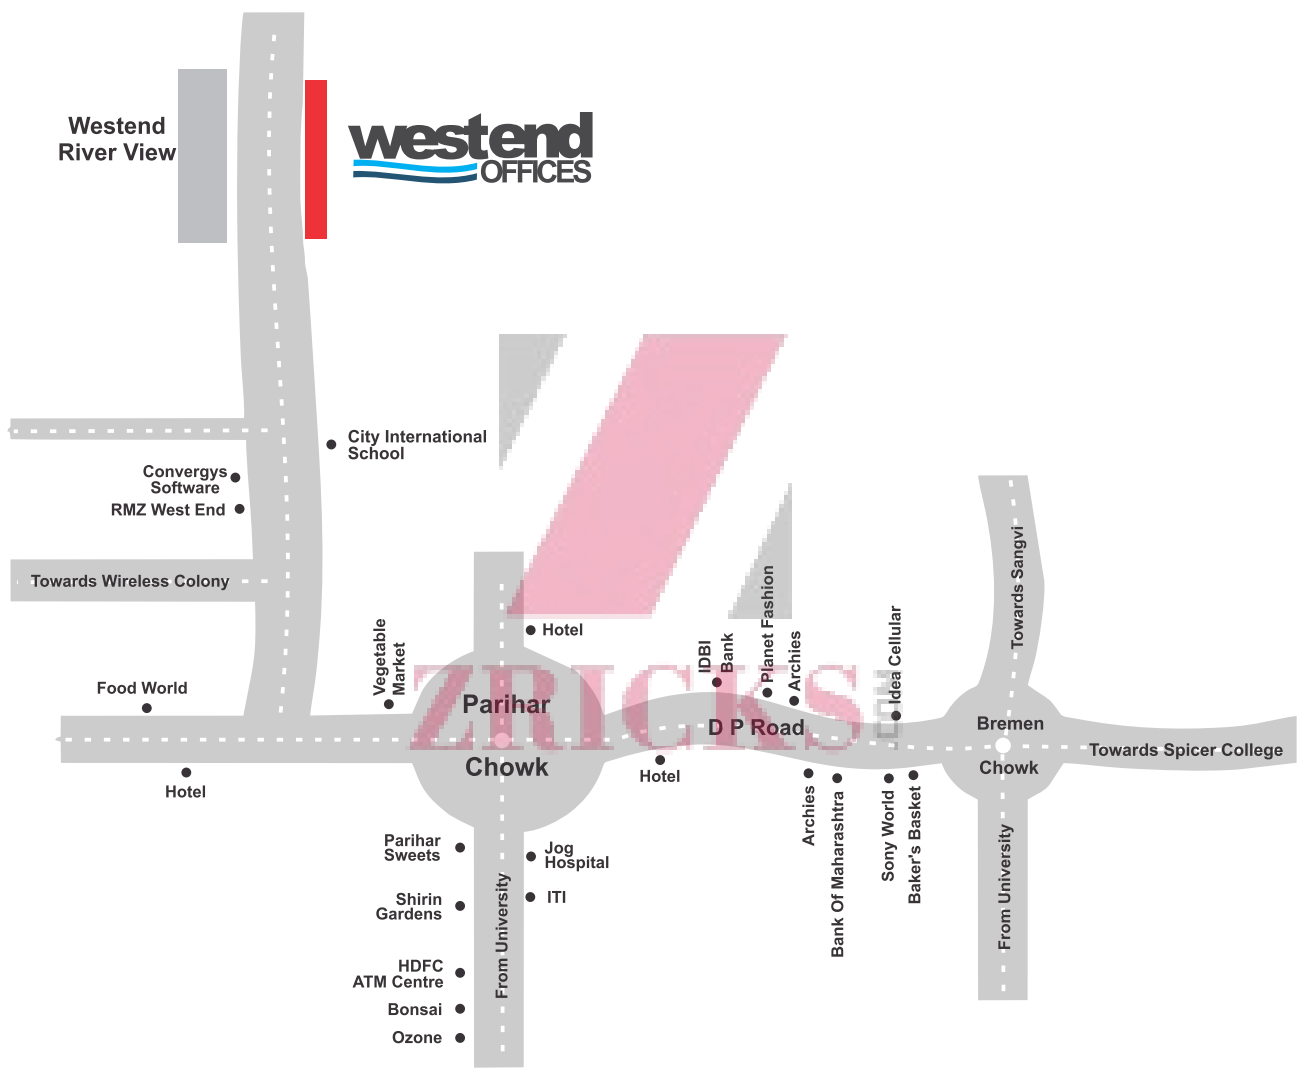 Westend
River View
westend
OFFICES
City International
School
Convergys
Software
RMZ West End
Towards Wireless Colony
Towards Sangvi
Hotel
Vegetable
Market
IDBI
Bank
Planet Fashion
Archies
Idea Cellular
Food World
ZRICKS
.COM
Parihar
Chowk
D P Road
Bremen
Chowk
Towards Spicer College
Hotel
Hotel
Archies
Bank Of Maharashtra
Sony World
Baker's Basket
From University
Parihar
Sweets
Jog
Hospital
Shirin
Gardens
ITI
From University
HDFC
ATM Centre
Bonsai
Ozone